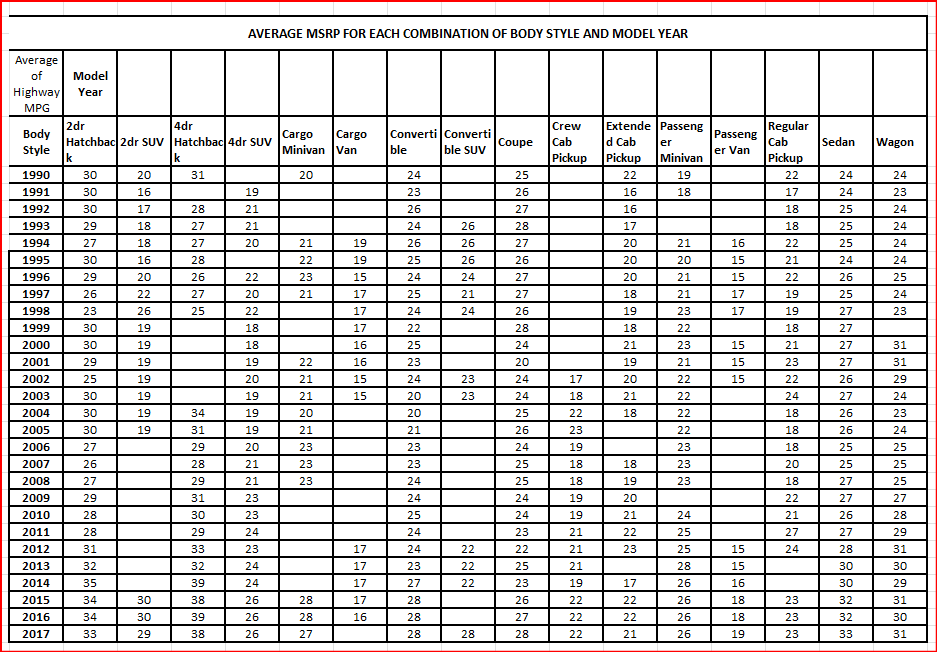 AVERAGE MSRP FOR EACH COMBINATION OF BODY STYLE AND MODEL YEAR
Average
of
Highway
MPG
Model
Year
Body
Style
2dr
Hatchbac
k
2dr SUV
4dr
Hatchbac
k
4dr SUV
Cargo
Minivan
Cargo
Van
Converti
ble
Converti
ble SUV
Coupe
Crew
Cab
Pickup
Extende
d Cab
Pickup
Passeng
er
Minivan
Passeng
er Van
Regular
Cab
Pickup
Sedan
Wagon
1990 30 20 31 20 24 25 22 19 22 24 24
1991 30 16 19 23 26 16 18 17 24 23
1992 30 17 28 21 26 27 16 18 25 24
1993 29 18 27 21 24 26 28 17 18 25 24
1994 27 18 27 20 21 19 26 26 27 20 21 16 22 25 24
1995 30 16 28 22 19 25 26 26 20 20 15 21 24 24
1996 29 20 26 22 23 15 24 24 27 20 21 15 22 26 25
1997 26 22 27 20 21 17 25 21 27 18 21 17 19 25 24
1998 23 26 25 22 17 24 24 26 19 23 17 19 27 23
1999 30 19 18 17 22 28 18 22 18 27
2000 30 19 18 16 25 24 21 23 15 21 27 31
2001 29 19 19 22 16 23 20 19 21 15 23 27 31
2002 25 19 20 21 15 24 23 24 17 20 22 15 22 26 29
2003 30 19 19 21 15 20 23 24 18 21 22 24 27 24
2004 30 19 34 19 20 20 25 22 18 22 18 26 23
2005 30 19 31 19 21 21 26 23 22 18 26 24
2006 27 29 20 23 23 24 19 23 18 25 25
2007 26 28 21 23 23 25 18 18 23 20 25 25
2008 27 29 21 23 24 25 18 19 23 18 27 25
2009 29 31 23 24 24 19 20 22 27 27
2010 28 30 23 25 24 19 21 24 21 26 28
2011 28 29 24 24 23 21 22 25 27 27 29
2012 31 33 23 17 24 22 22 21 23 25 15 24 28 31
2013 32 32 24 17 23 22 25 21 28 15 30 30
2014 35 39 24 17 27 22 23 19 17 26 16 30 29
2015 34 30 38 26 28 17 28 26 22 22 26 18 23 32 31
2016 34 30 39 26 28 16 28 27 22 22 26 18 23 32 30
2017 33 29 38 26 27 28 28 28 22 21 26 19 23 33 31